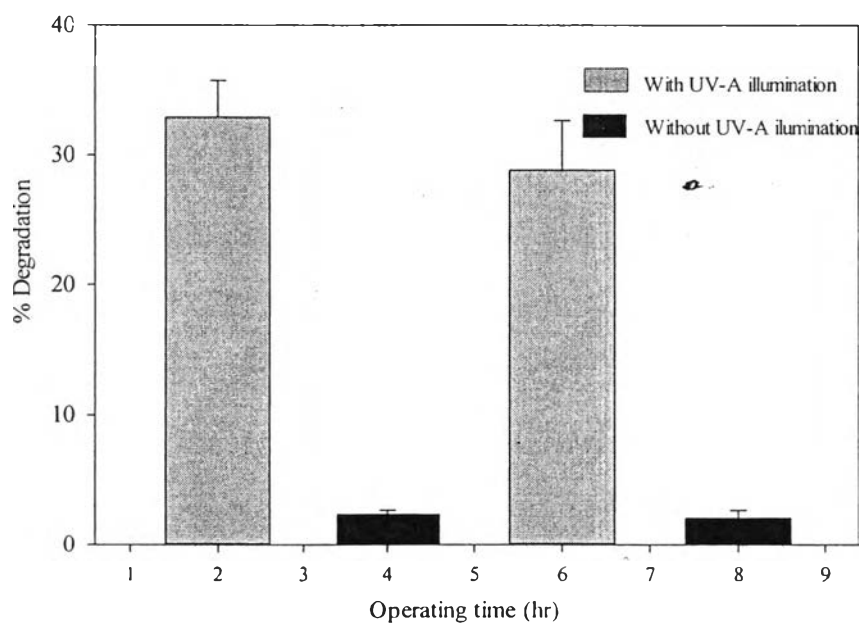 40
30
20
10
0
% Degradation
With UV-A illumination
Without UV-A ilumination
1 2 3 4 5 6 7 8 9
Operating time (hr)